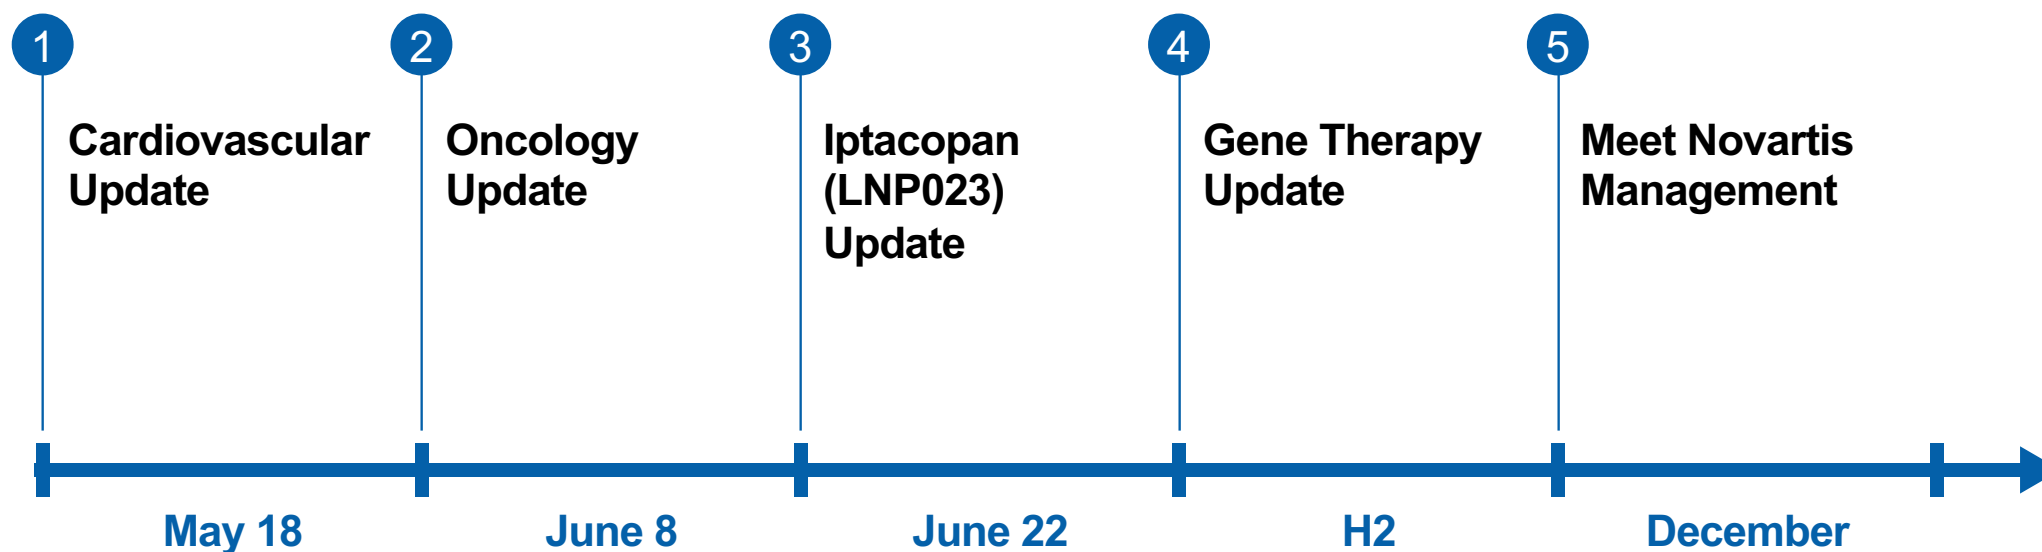 1
2
3
4
5
Cardiovascular
Update
Oncology
Update
Iptacopan
(LNP023)
Update
Gene Therapy
Update
Meet Novartis
Management
May 18
June 8
June 22
H2
December